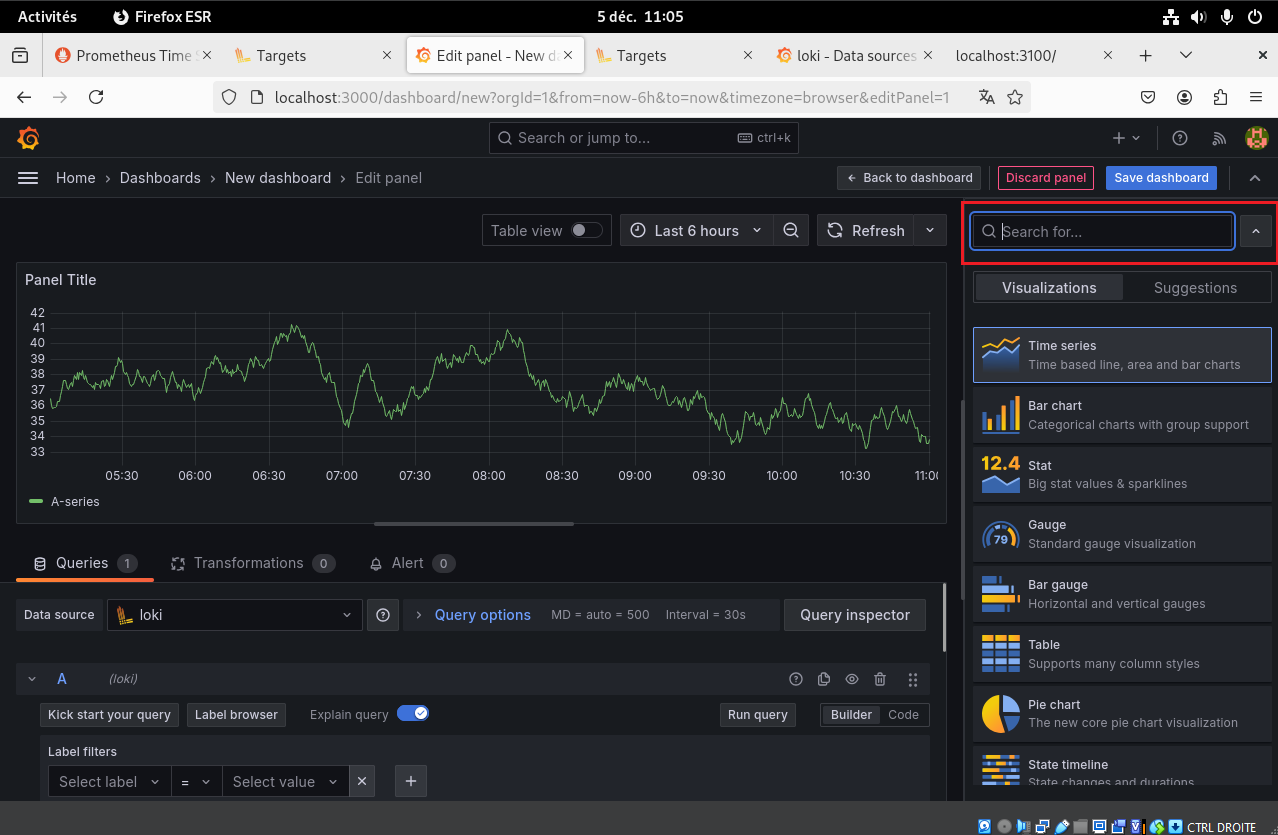 Activités
Firefox ESR
5 déc. 11:05
Prometheus Time
Targets
Edit panel - New da
Targets
loki - Data sources
localhost:3100/
localhost:3000/dashboard/new?orgId=1&from=now-6h&to=now&timezone=browser&editPanel=1
Search or jump to...
ctrl+k
Home › Dashboards › New dashboard › Edit panel
Back to dashboard
Discard panel
Save dashboard
Table view
Last 6 hours
Refresh
Search for...
Panel Title
42
41
40
39
38
37
36
35
34
33
05:30 06:00 06:30 07:00 07:30 08:00 08:30 09:00 09:30 10:00 10:30 11:00
A-series
Visualizations
Suggestions
Time series
Time based line, area and bar charts
Bar chart
Categorical charts with group support
12.4
Stat
Big stat values & sparklines
79
Gauge
Standard gauge visualization
Bar gauge
Horizontal and vertical gauges
Table
Supports many column styles
Pie chart
The new core pie chart visualization
State timeline
State changes and durations
Queries 1
Transformations 0
Alert 0
Data source
loki
Query options
MD = auto = 500
Interval = 30s
Query inspector
A
(loki)
Kick start your query
Label browser
Explain query
Run query
Builder
Code
Label filters
Select label
=
Select value
CTRL DROITE